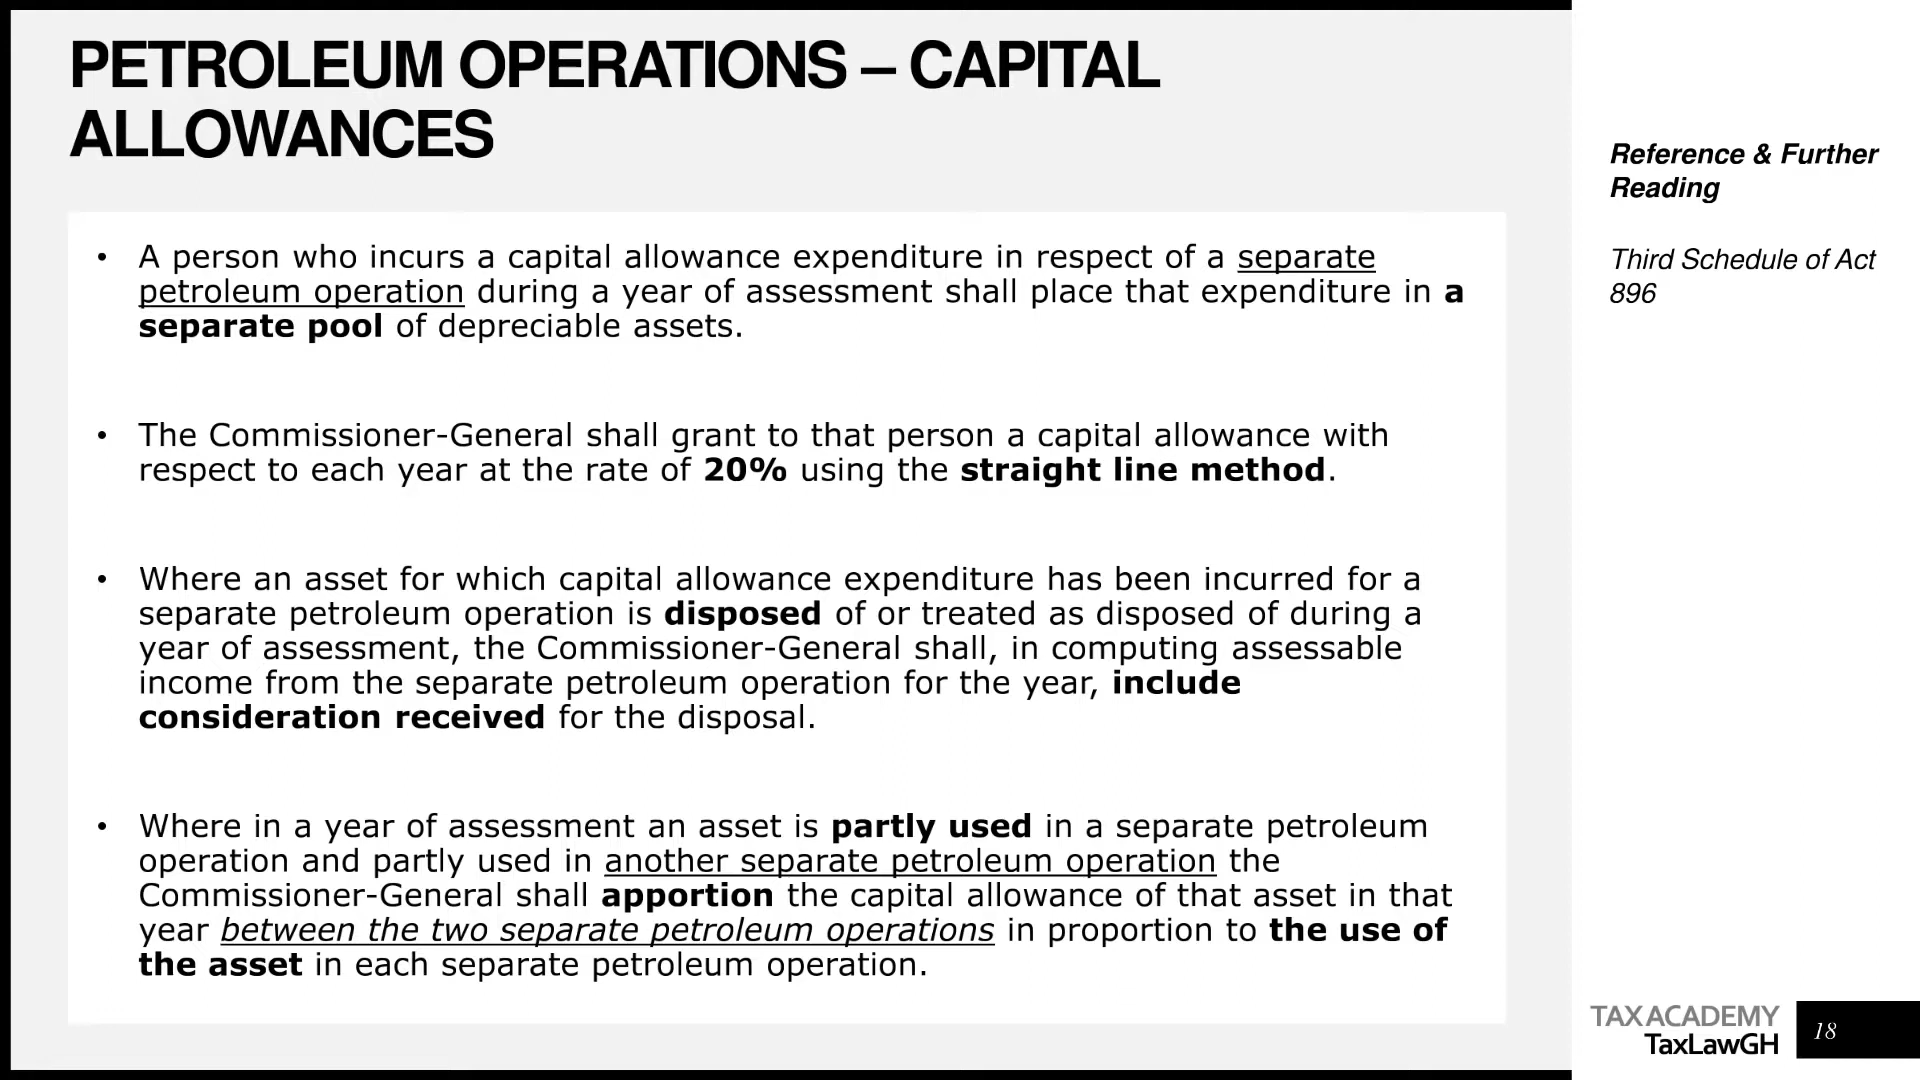 PETROLEUM OPERATIONS – CAPITAL
ALLOWANCES
• A person who incurs a capital allowance expenditure in respect of a separate
petroleum operation during a year of assessment shall place that expenditure in a
separate pool of depreciable assets.
• The Commissioner-General shall grant to that person a capital allowance with
respect to each year at the rate of 20% using the straight line method.
• Where an asset for which capital allowance expenditure has been incurred for a
separate petroleum operation is disposed of or treated as disposed of during a
year of assessment, the Commissioner-General shall, in computing assessable
income from the separate petroleum operation for the year, include
consideration received for the disposal.
• Where in a year of assessment an asset is partly used in a separate petroleum
operation and partly used in another separate petroleum operation the
Commissioner-General shall apportion the capital allowance of that asset in that
year between the two separate petroleum operations in proportion to the use of
the asset in each separate petroleum operation.
Reference & Further
Reading
Third Schedule of Act
896
TAX ACADEMY
TaxLawGH
18